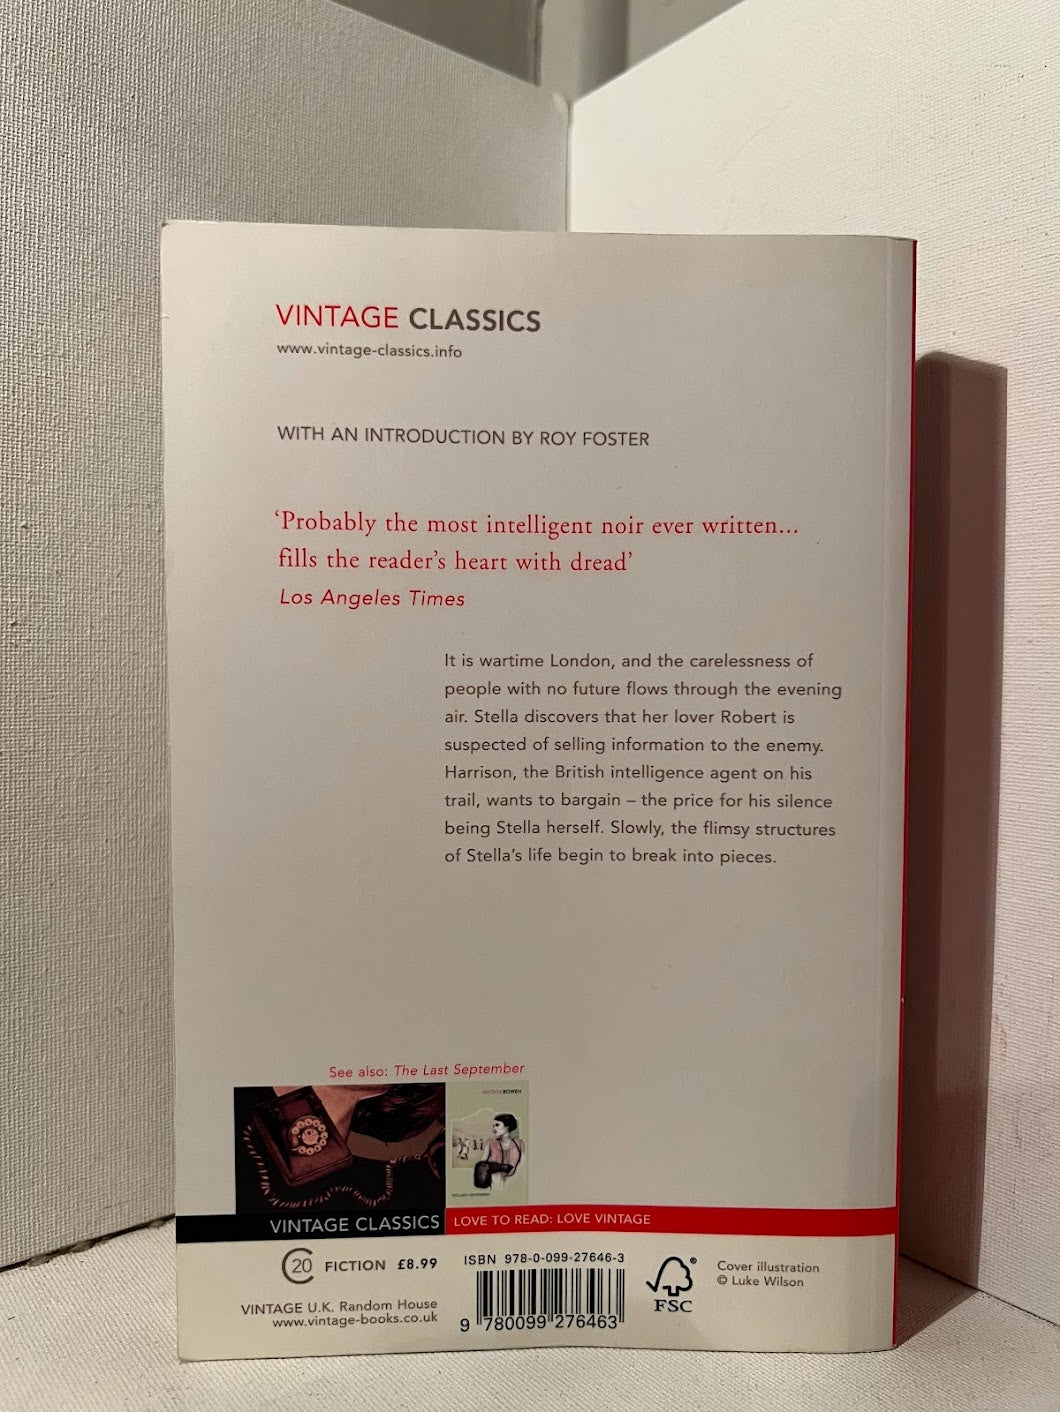 VINTAGE CLASSICS
www.vintage-classics.info
WITH AN INTRODUCTION BY ROY FOSTER
‘Probably the most intelligent noir ever written...
fills the reader’s heart with dread’
Los Angeles Times
It is wartime London, and the carelessness of
people with no future flows through the evening
air. Stella discovers that her lover Robert is
suspected of selling information to the enemy.
Harrison, the British intelligence agent on his
trail, wants to bargain – the price for his silence
being Stella herself. Slowly, the flimsy structures
of Stella’s life begin to break into pieces.
See also: The Last September
VINTAGE BOWEN
THE LAST SEPTEMBER
VINTAGE CLASSICS
LOVE TO READ: LOVE VINTAGE
C20 FICTION £8.99
VINTAGE U.K. Random House
www.vintage-books.co.uk
ISBN 978-0-099-27646-3
9 780099 276463
®
FSC
Cover illustration
© Luke Wilson